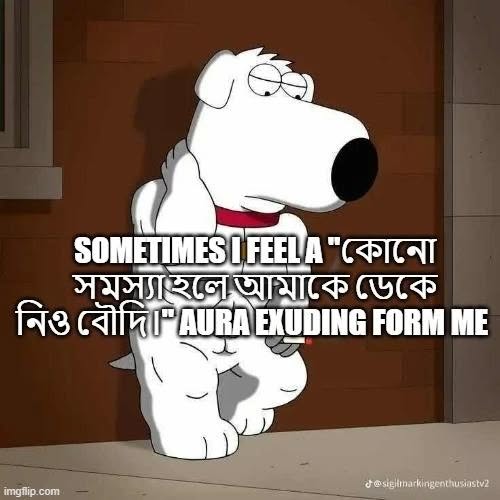 SOMETIMES I FEEL A "কোনো
সমস্যা হলে আমাকে ডেকে
নিও বৌদি।" AURA EXUDING FORM ME
imgflip.com
@sigilmarkingenthusiastv2